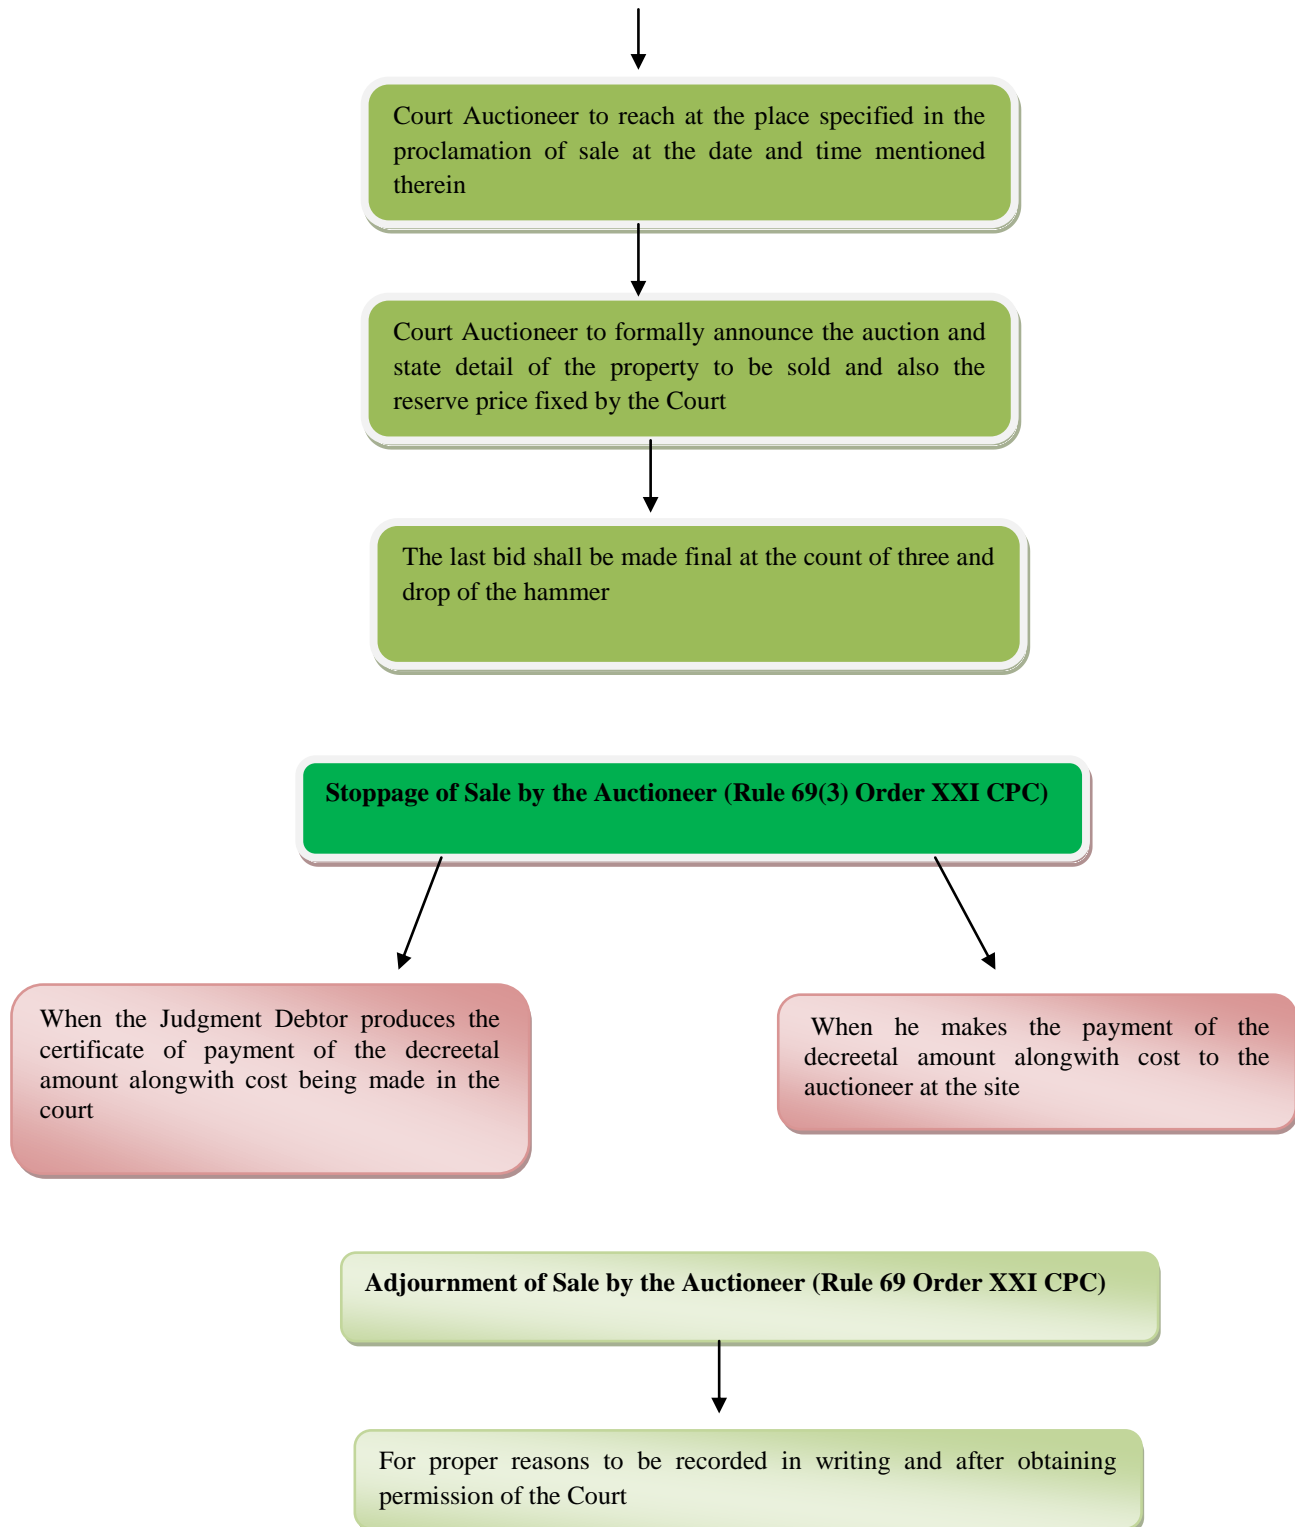 Court Auctioneer to reach at the place specified in the
proclamation of sale at the date and time mentioned
therein
Court Auctioneer to formally announce the auction and
state detail of the property to be sold and also the
reserve price fixed by the Court
The last bid shall be made final at the count of three and
drop of the hammer
Stoppage of Sale by the Auctioneer (Rule 69(3) Order XXI CPC)
When the Judgment Debtor produces the
certificate of payment of the decreetal
amount alongwith cost being made in the
court
When he makes the payment of the
decreetal amount alongwith cost to the
auctioneer at the site
Adjournment of Sale by the Auctioneer (Rule 69 Order XXI CPC)
For proper reasons to be recorded in writing and after obtaining
permission of the Court